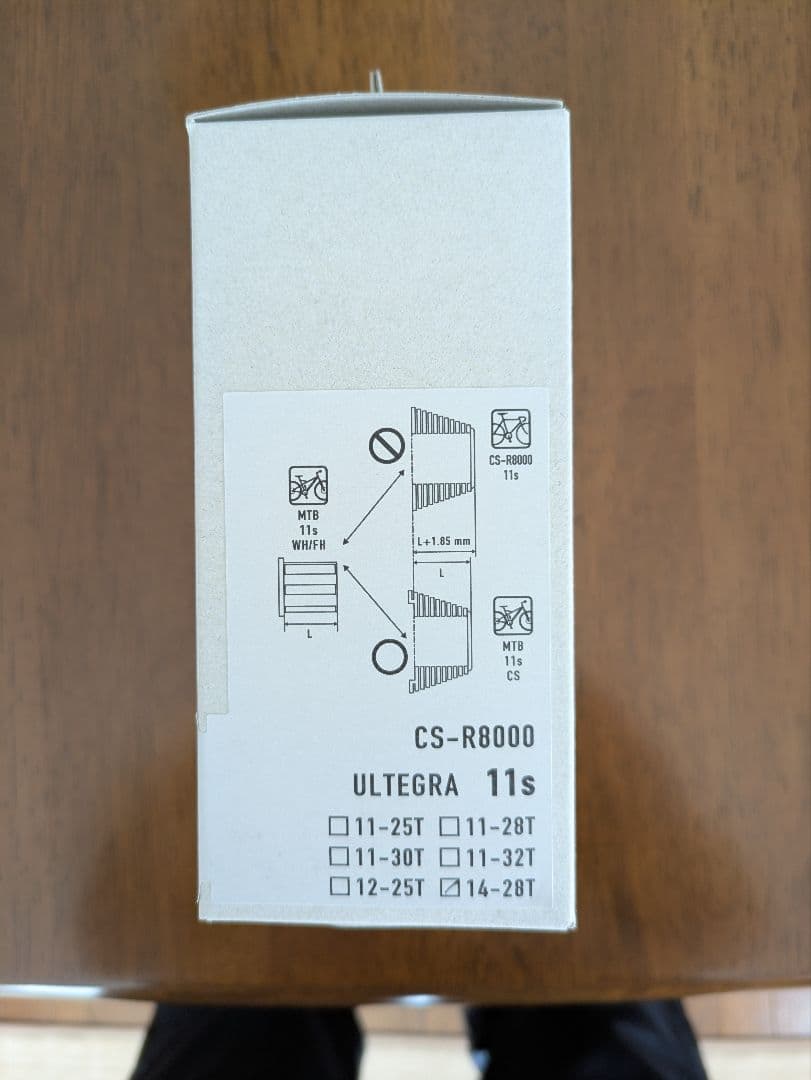 CS-R8000
11s
MTB
11s
WH/FH
L+1.85 mm
L
L
MTB
11s
CS
CS-R8000
ULTEGRA 11s
11-25T 11-28T
11-30T 11-32T
12-25T 14-28T